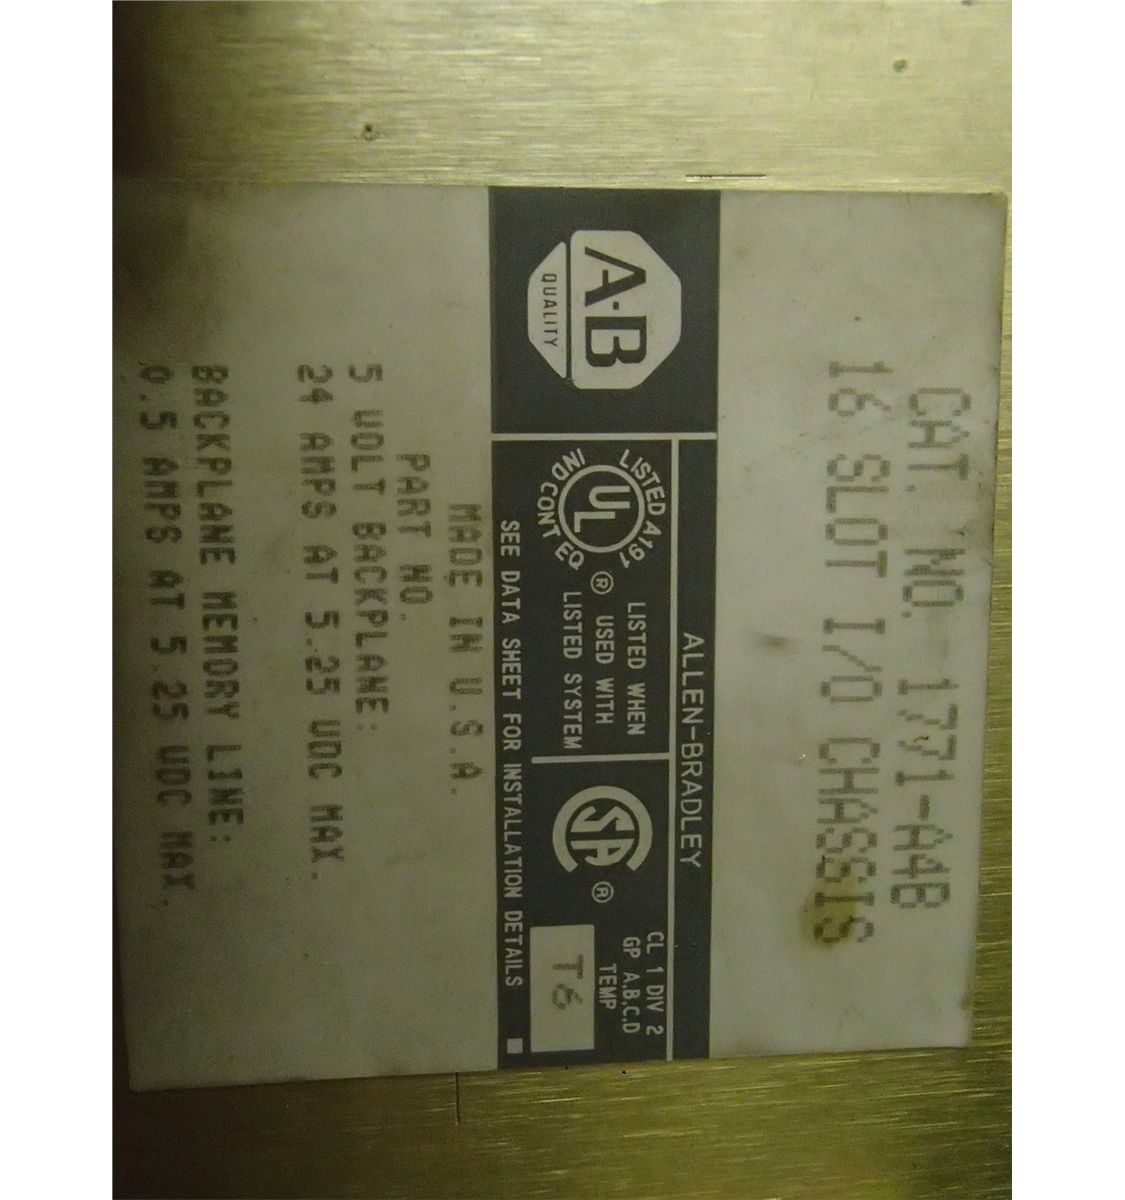 CAT. NO. 1771-A4B
16 SLOT I/O CHASSIS
ALLEN-BRADLEY
A-B
QUALITY
LISTED 4197
UL
IND CONT EQ
®
LISTED WHEN
USED WITH
LISTED SYSTEM
SA
®
CL 1 DIV 2
GP A,B,C,D
TEMP
T6
SEE DATA SHEET FOR INSTALLATION DETAILS
MADE IN U.S.A.
PART NO.
5 VOLT BACKPLANE:
24 AMPS AT 5.25 VDC MAX.
BACKPLANE MEMORY LINE:
0.5 AMPS AT 5.25 VDC MAX.